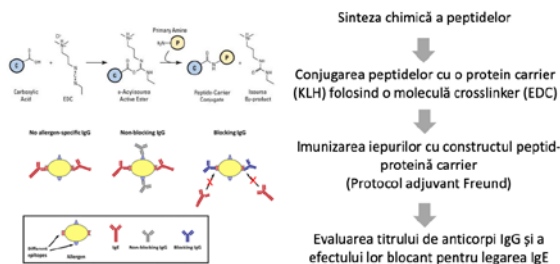 Cl⁻
Primary Amine
H₂N
C
P
C
P
Carboxylic
Acid
EDC
o-Acylisourea
Active Ester
Peptide-Carrier
Conjugate
Isourea
By-product
No allergen-specific IgG
Non-blocking IgG
Blocking IgG
Different
epitopes
Allergen
IgE
Non-blocking IgG
Blocking IgG
Sinteza chimică a peptidelor
Conjugarea peptidelor cu o protein carrier
(KLH) folosind o moleculă crosslinker (EDC)
Imunizarea iepurilor cu constructul peptid-
proteină carrier
(Protocol adjuvant Freund)
Evaluarea titrului de anticorpi IgG și a
efectului lor blocant pentru legarea IgE